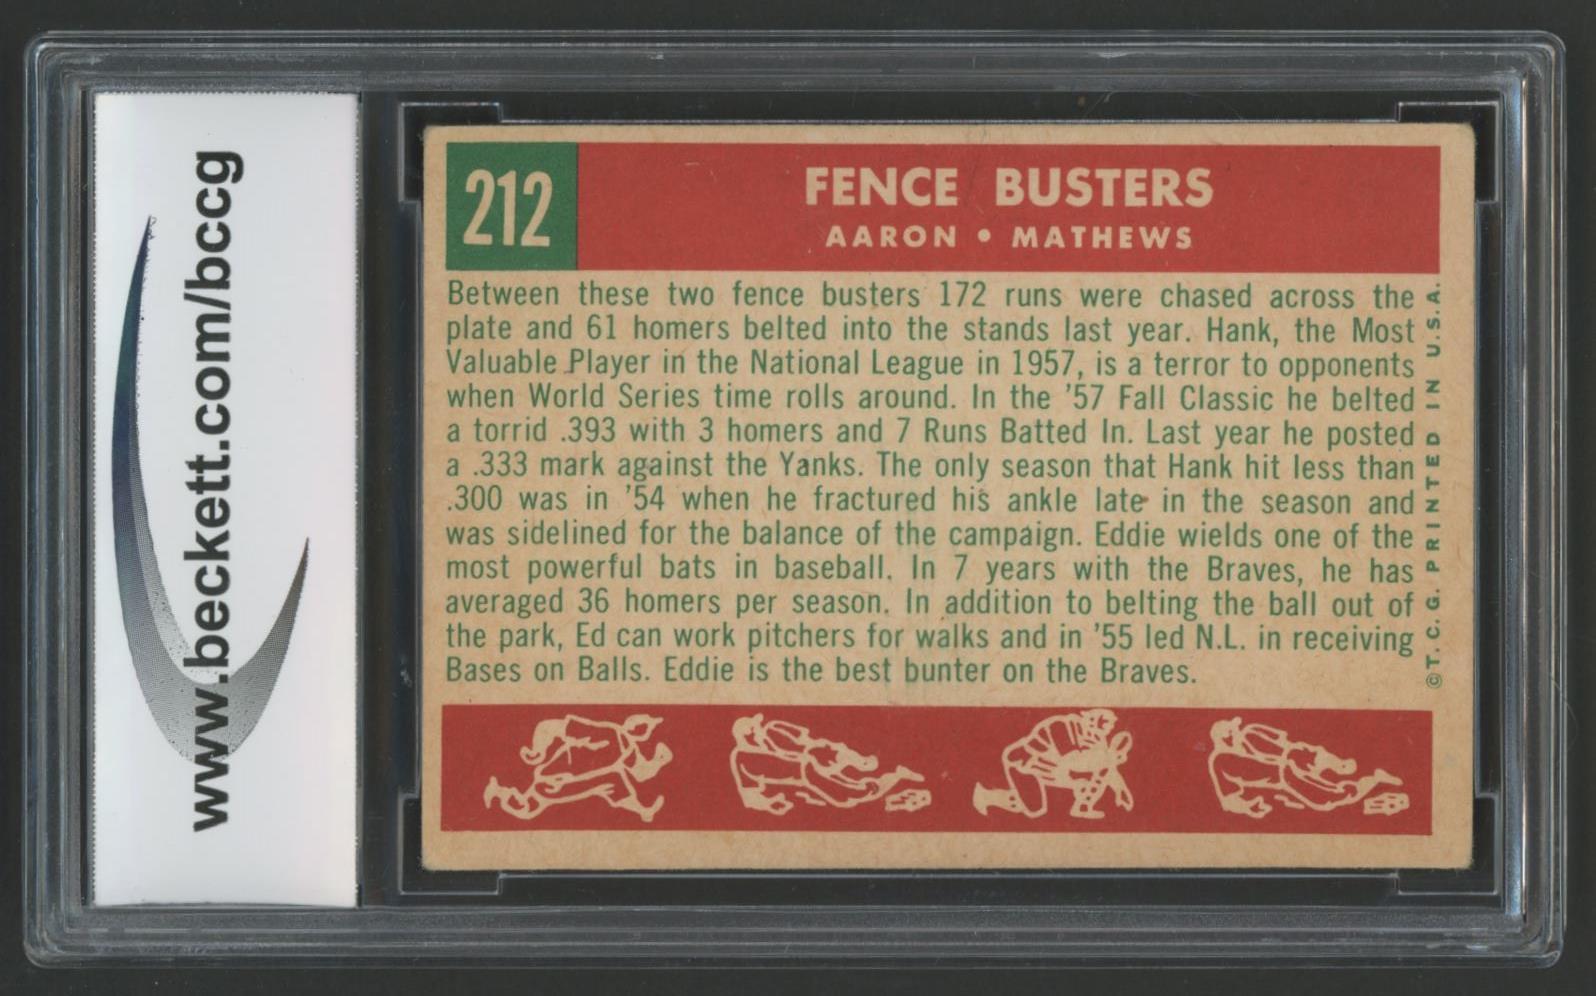 www.beckett.com/bccg
212
FENCE BUSTERS
AARON • MATHEWS
Between these two fence busters 172 runs were chased across the
plate and 61 homers belted into the stands last year. Hank, the Most
Valuable Player in the National League in 1957, is a terror to opponents
when World Series time rolls around. In the '57 Fall Classic he belted
a torrid .393 with 3 homers and 7 Runs Batted In. Last year he posted
a .333 mark against the Yanks. The only season that Hank hit less than
.300 was in '54 when he fractured his ankle late in the season and
was sidelined for the balance of the campaign. Eddie wields one of the
most powerful bats in baseball. In 7 years with the Braves, he has
averaged 36 homers per season. In addition to belting the ball out of
the park, Ed can work pitchers for walks and in '55 led N.L. in receiving
Bases on Balls. Eddie is the best bunter on the Braves.
©T. C. G. PRINTED IN U.S.A.